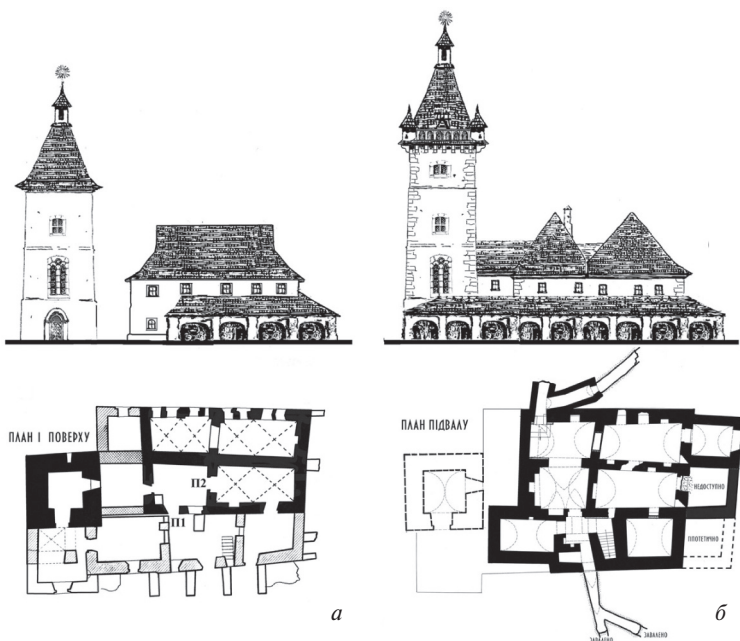 ПЛАН І ПОВЕРХУ
П2
П1
а
ПЛАН ПІДВАЛУ
НЕДОСТУПНО
ГІПОТЕТИЧНО
ЗАВАЛЕНО
ЗАВАЛЕНО
б